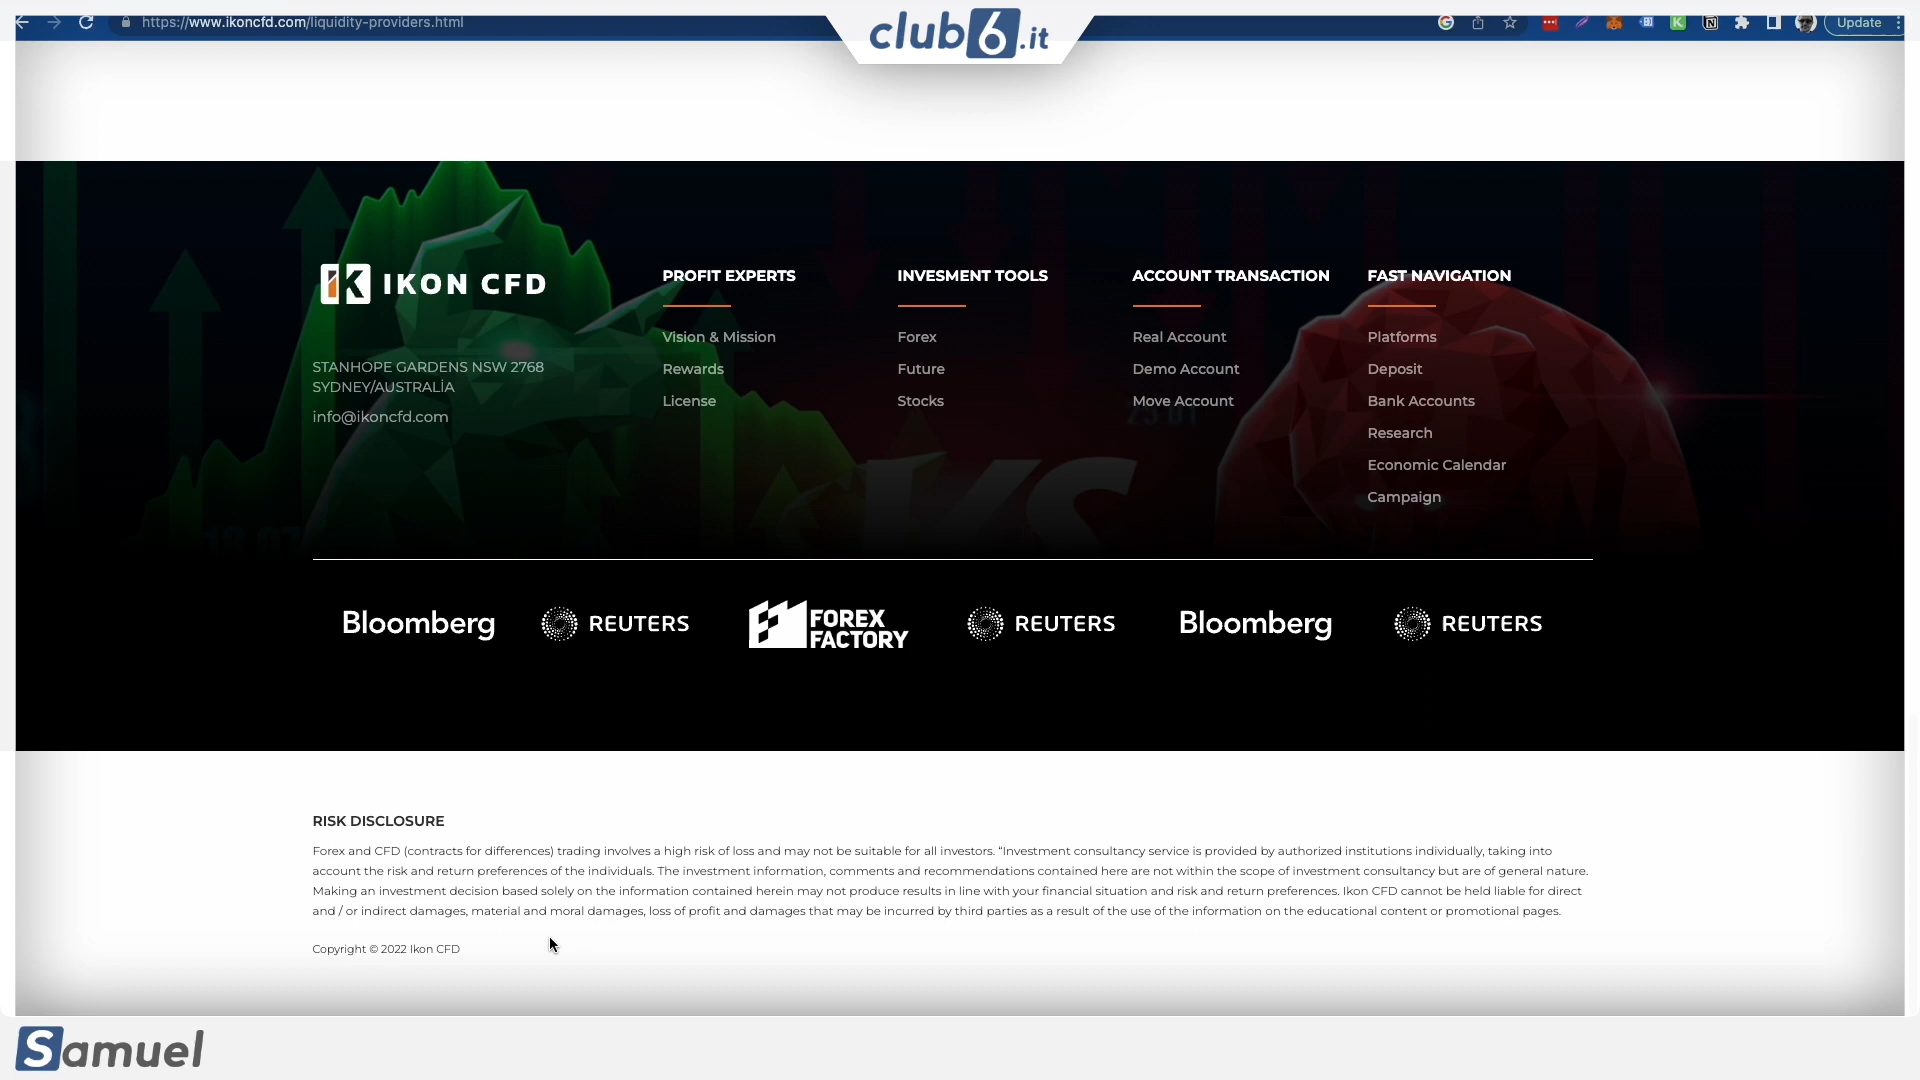 https://www.ikoncfd.com/liquidity-providers.html
club6.it
Update
IKON CFD
STANHOPE GARDENS NSW 2768
SYDNEY/AUSTRALİA
info@ikoncfd.com
PROFIT EXPERTS
Vision & Mission
Rewards
License
INVESMENT TOOLS
Forex
Future
Stocks
ACCOUNT TRANSACTION
Real Account
Demo Account
Move Account
FAST NAVIGATION
Platforms
Deposit
Bank Accounts
Research
Economic Calendar
Campaign
Bloomberg
REUTERS
FOREX
FACTORY
REUTERS
Bloomberg
REUTERS
RISK DISCLOSURE
Forex and CFD (contracts for differences) trading involves a high risk of loss and may not be suitable for all investors. “Investment consultancy service is provided by authorized institutions individually, taking into
account the risk and return preferences of the individuals. The investment information, comments and recommendations contained here are not within the scope of investment consultancy but are of general nature.
Making an investment decision based solely on the information contained herein may not produce results in line with your financial situation and risk and return preferences. Ikon CFD cannot be held liable for direct
and / or indirect damages, material and moral damages, loss of profit and damages that may be incurred by third parties as a result of the use of the information on the educational content or promotional pages.
Copyright © 2022 Ikon CFD
Samuel